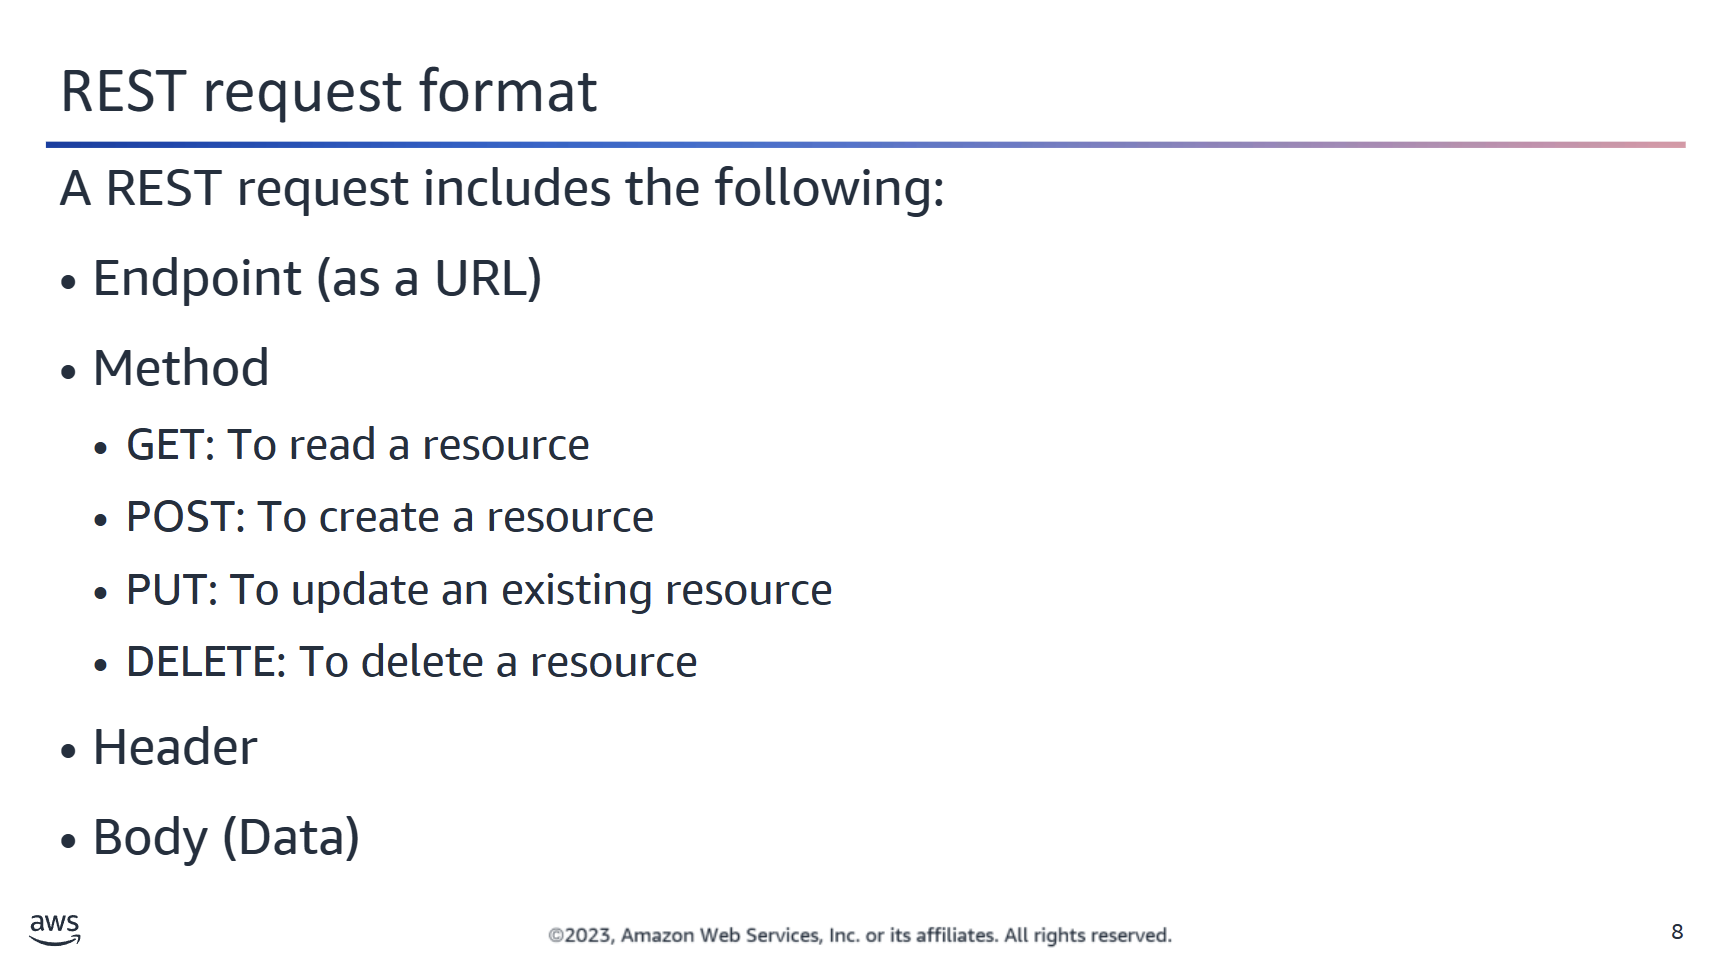 REST request format
A REST request includes the following:
• Endpoint (as a URL)
• Method
• GET: To read a resource
• POST: To create a resource
• PUT: To update an existing resource
• DELETE: To delete a resource
• Header
• Body (Data)
aws
©2023, Amazon Web Services, Inc. or its affiliates. All rights reserved.
8